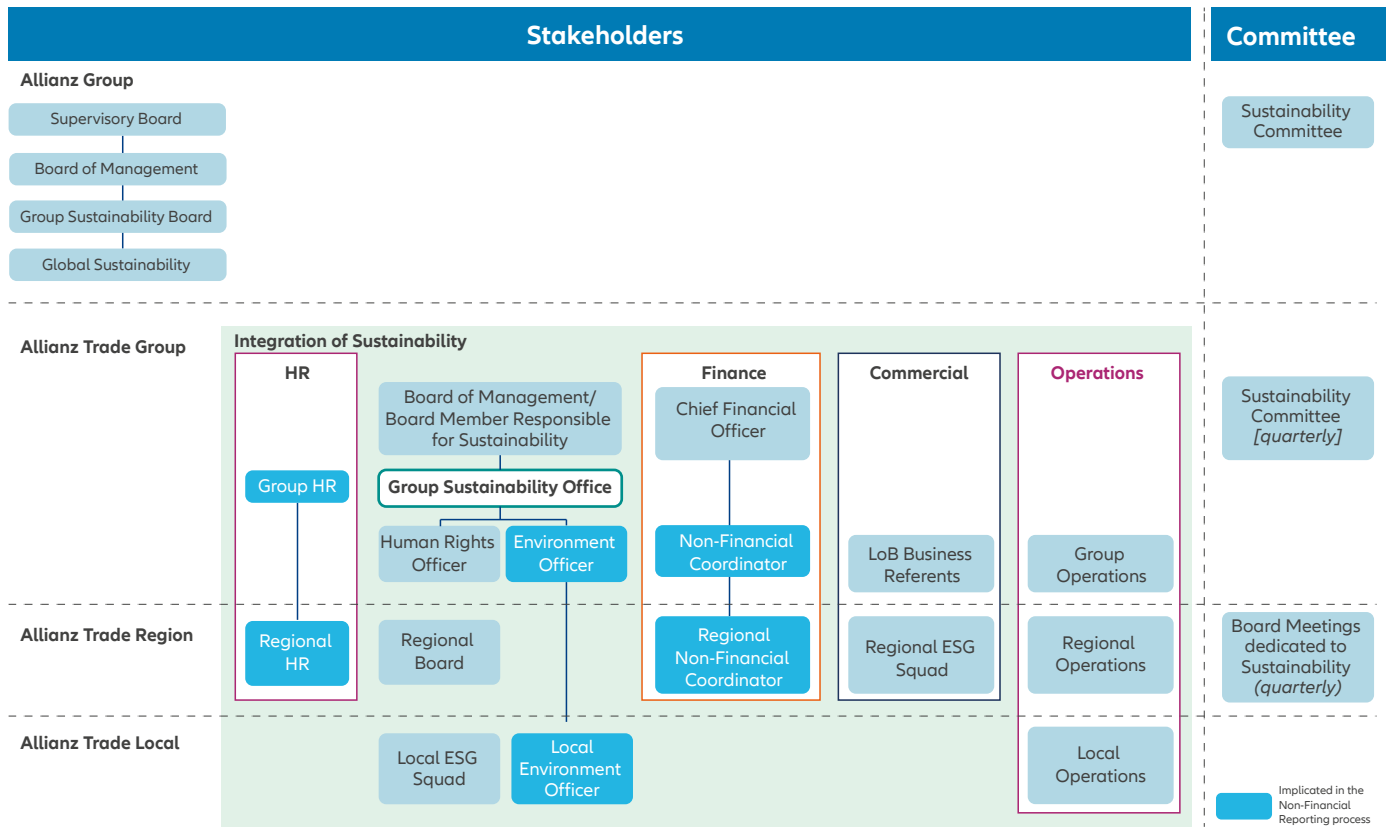 Stakeholders
Committee
Allianz Group
Supervisory Board
Board of Management
Group Sustainability Board
Global Sustainability
Sustainability
Committee
Allianz Trade Group
Integration of Sustainability
HR
Group HR
Board of Management/
Board Member Responsible
for Sustainability
Group Sustainability Office
Human Rights
Officer
Environment
Officer
Finance
Chief Financial
Officer
Non-Financial
Coordinator
Commercial
LoB Business
Referents
Operations
Group
Operations
Sustainability
Committee
[quarterly]
Allianz Trade Region
Regional
HR
Regional
Board
Regional
Non-Financial
Coordinator
Regional ESG
Squad
Regional
Operations
Board Meetings
dedicated to
Sustainability
(quarterly)
Allianz Trade Local
Local ESG
Squad
Local
Environment
Officer
Local
Operations
Implicated in the
Non-Financial
Reporting process